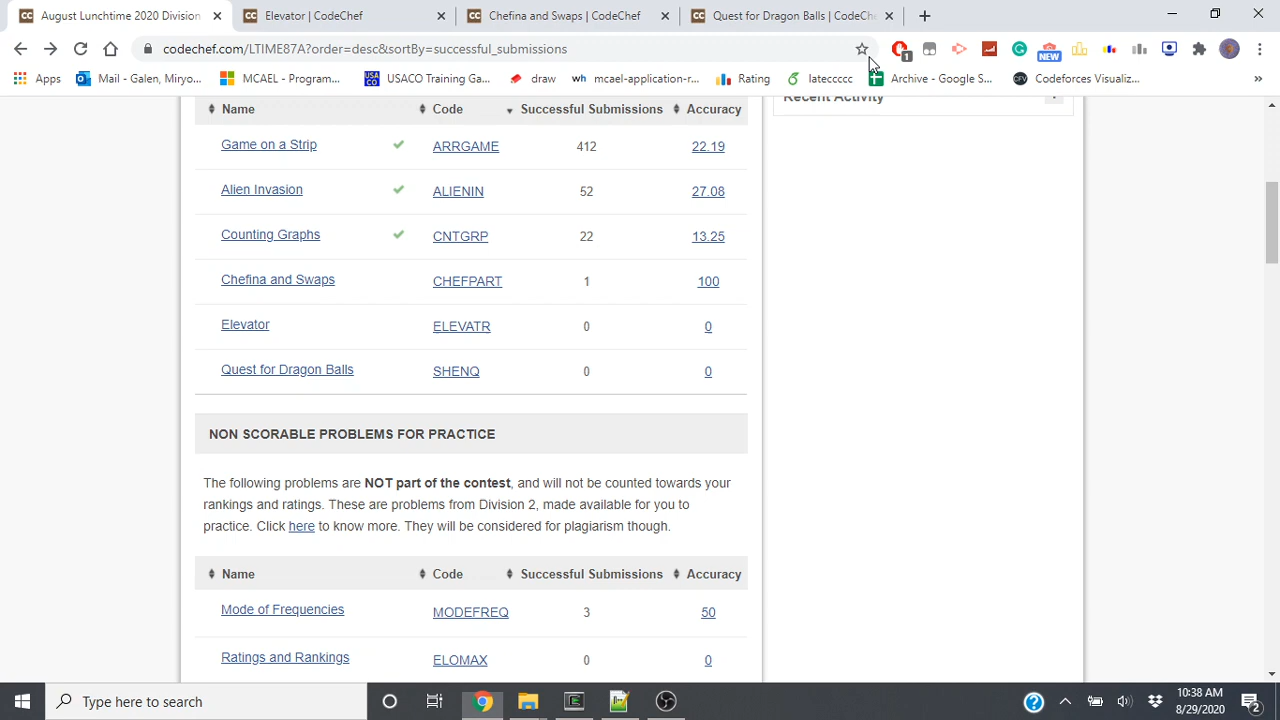 August Lunchtime 2020 Division
Elevator | CodeChef
Chefina and Swaps | CodeChef
Quest for Dragon Balls | CodeCh
codechef.com/LTIME87A?order=desc&sortBy=successful_submissions
1
NEW
Apps
Mail - Galen, Miryo...
MCAEL - Program...
USACO Training Ga...
draw
mcael-application-r...
Rating
lateccccc
Archive - Google S...
Codeforces Visualiz...
Recent Activity
Name Code Successful Submissions Accuracy
Game on a Strip ARRGAME 412 22.19
Alien Invasion ALIENIN 52 27.08
Counting Graphs CNTGRP 22 13.25
Chefina and Swaps CHEFPART 1 100
Elevator ELEVATR 0 0
Quest for Dragon Balls SHENQ 0 0
NON SCORABLE PROBLEMS FOR PRACTICE
The following problems are NOT part of the contest, and will not be counted towards your
rankings and ratings. These are problems from Division 2, made available for you to
practice. Click here to know more. They will be considered for plagiarism though.
Name Code Successful Submissions Accuracy
Mode of Frequencies MODEFREQ 3 50
Ratings and Rankings ELOMAX 0 0
Type here to search
10:38 AM
8/29/2020
2